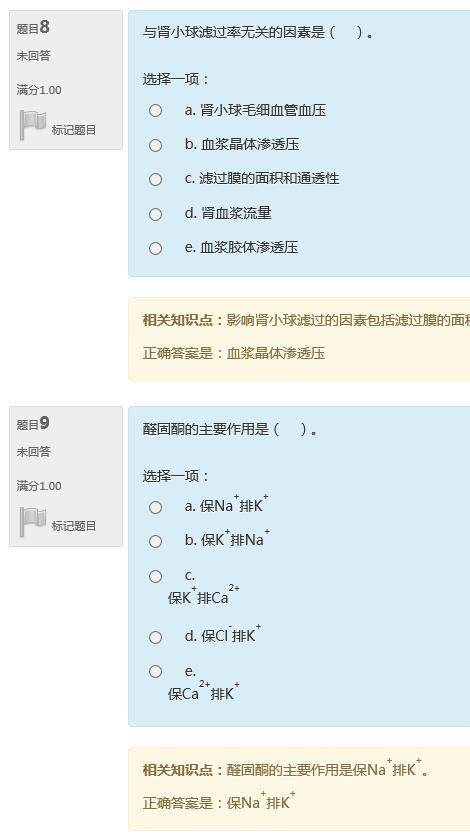 题目8
未回答
满分1.00
标记题目
与肾小球滤过率无关的因素是（ ）。
选择一项：
a. 肾小球毛细血管血压
b. 血浆晶体渗透压
c. 滤过膜的面积和通透性
d. 肾血浆流量
e. 血浆胶体渗透压
相关知识点：影响肾小球滤过的因素包括滤过膜的面积
正确答案是：血浆晶体渗透压
题目9
未回答
满分1.00
标记题目
醛固酮的主要作用是（ ）。
选择一项：
a. 保Na⁺排K⁺
b. 保K⁺排Na⁺
c.
保K⁺排Ca²⁺
d. 保Cl⁻排K⁺
e.
保Ca²⁺排K⁺
相关知识点：醛固酮的主要作用是保Na⁺排K⁺。
正确答案是：保Na⁺排K⁺